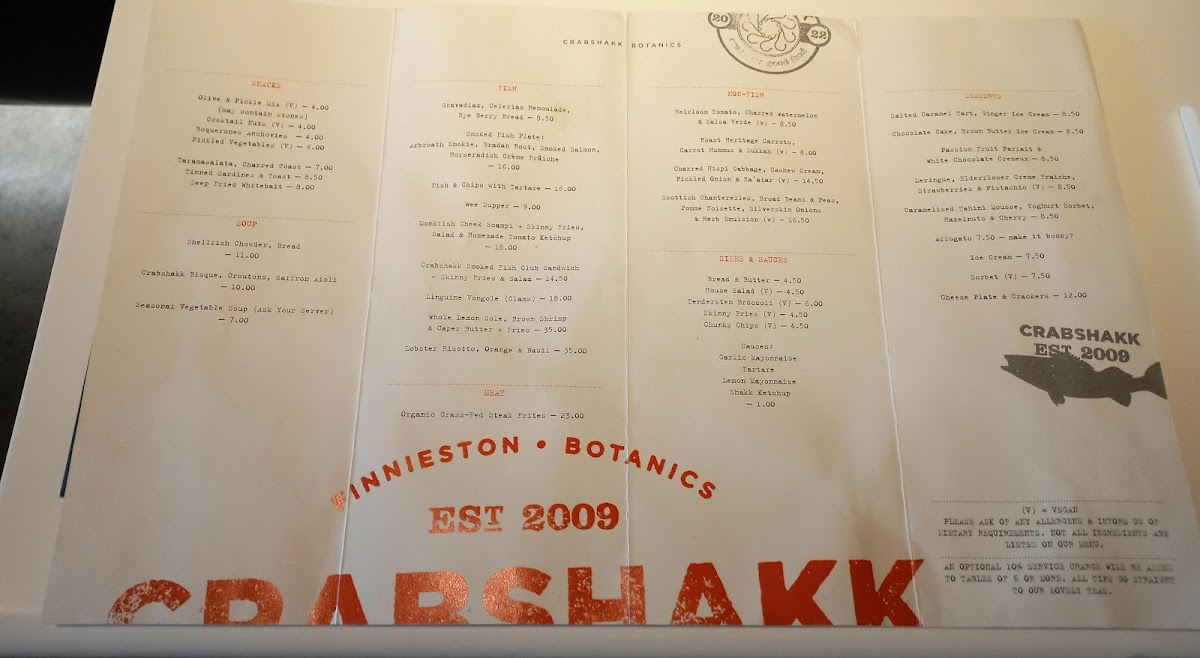 CRABSHAKK BOTANICS
20 22
good food
SNACKS
Olive & Pickle Mix (V) — 4.00
(may contain stones)
Cocktail Nuts (V) — 4.00
Boquerones Anchovies — 4.00
Pickled Vegetables (V) — 6.00
Taramasalata, Charred Toast — 7.00
Tinned Sardines & Toast — 8.50
Deep Fried Whitebait — 8.00
SOUP
Shellfish Chowder, Bread
— 11.00
Crabshakk Bisque, Croutons, Saffron Aioli
— 10.00
Seasonal Vegetable Soup (Ask Your Server)
— 7.00
FISH
Gravadlax, Celeriac Remoulade,
Rye Berry Bread — 9.50
Smoked Fish Plate:
Arbroath Smokie, Bradan Rost, Smoked Salmon,
Horseradish Crème Fraîche
— 16.00
Fish & Chips with Tartare — 16.00
Wee Supper — 9.00
Monkfish Cheek Scampi + Skinny Fries,
Salad & Homemade Tomato Ketchup
— 18.00
Crabshakk Smoked Fish Club Sandwich
— Skinny Fries & Salad — 14.50
Linguine Vongole (Clams) — 18.00
Whole Lemon Sole, Brown Shrimp
& Caper Butter + Fries — 35.00
Lobster Risotto, Orange & Basil — 35.00
MEAT
Organic Grass-Fed Steak Frites — 23.00
NON-FISH
Heirloom Tomato, Charred Watermelon
& Salsa Verde (v) — 8.50
Roast Heritage Carrots,
Carrot Hummus & Dukkah (v) — 8.00
Charred Hispi Cabbage, Cashew Cream,
Pickled Onion & Za'atar (v) — 14.50
Scottish Chanterelles, Broad Beans & Peas,
Pomme Noisette, Silverskin Onions
& Herb Emulsion (v) — 16.50
SIDES & SAUCES
Bread & Butter — 4.50
House Salad (V) — 4.50
Tenderstem Broccoli (V) — 6.00
Skinny Fries (V) — 4.50
Chunky Chips (V) — 4.50
Sauces:
Garlic Mayonnaise
Tartare
Lemon Mayonnaise
Shakk Ketchup
— 1.00
DESSERTS
Salted Caramel Tart, Ginger Ice Cream — 8.50
Chocolate Cake, Brown Butter Ice Cream — 8.50
Passion Fruit Parfait &
White Chocolate Cremeux — 8.50
Meringue, Elderflower Creme Fraiche,
Strawberries & Pistachio (V) — 8.50
Caramelised Tahini Mousse, Yoghurt Sorbet,
Hazelnuts & Cherry — 8.50
Affogato 7.50 — make it boozy?
Ice Cream — 7.50
Sorbet (V) — 7.50
Cheese Plate & Crackers — 12.00
CRABSHAKK
EST 2009
(V) = VEGAN
PLEASE ASK OF ANY ALLERGENS & INFORM US OF
DIETARY REQUIREMENTS. NOT ALL INGREDIENTS ARE
LISTED ON OUR MENU.
AN OPTIONAL 10% SERVICE CHARGE WILL BE ADDED
TO TABLES OF 6 OR MORE. ALL TIPS GO STRAIGHT
TO OUR LOVELY TEAM.
FINNIESTON • BOTANICS
EST 2009
CRABSHAKK